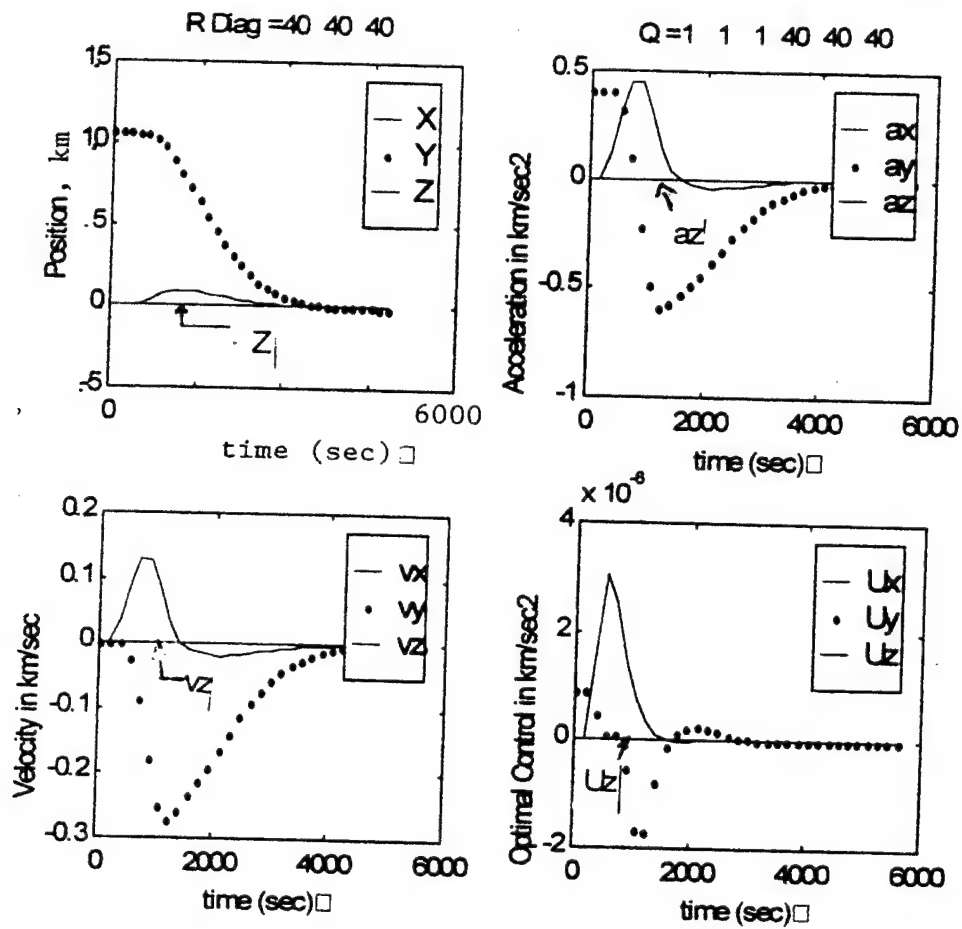 R Diag =40 40 40
1,5
1,0
.5
0
.5
Position, km
X
Y
Z
Z
0 6000
time (sec)□
Q =1 1 1 40 40 40
0.5
0
-0.5
-1
Acceleration in km/sec2
ax
ay
az
az
0 2000 4000 6000
time (sec)□
0.2
0.1
0
-0.1
-0.2
-0.3
Velocity in km/sec
vx
vy
vz
vz
0 2000 4000 6000
time (sec)□
x 10⁻⁶
4
2
0
-2
Optimal Control in km/sec2
Ux
Uy
Uz
Uz
0 2000 4000 6000
time (sec)□